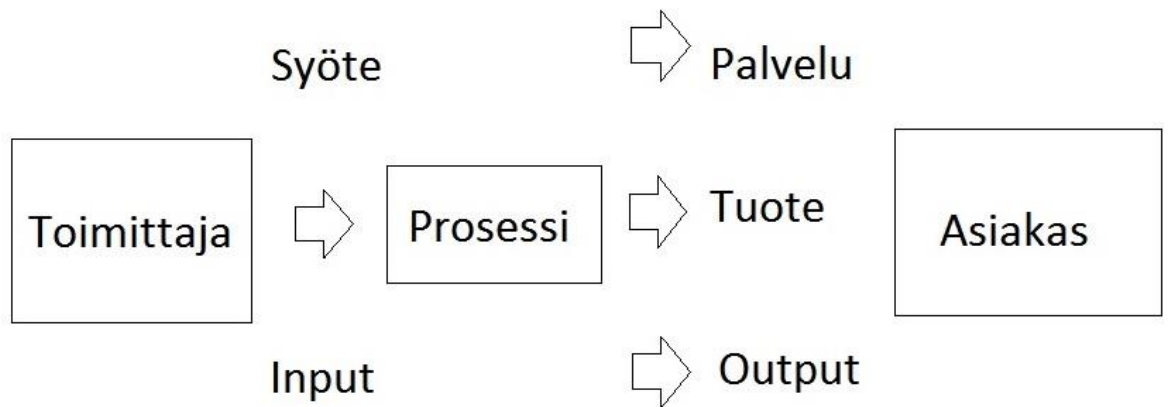 Syöte
Palvelu
Toimittaja
Prosessi
Tuote
Asiakas
Input
Output